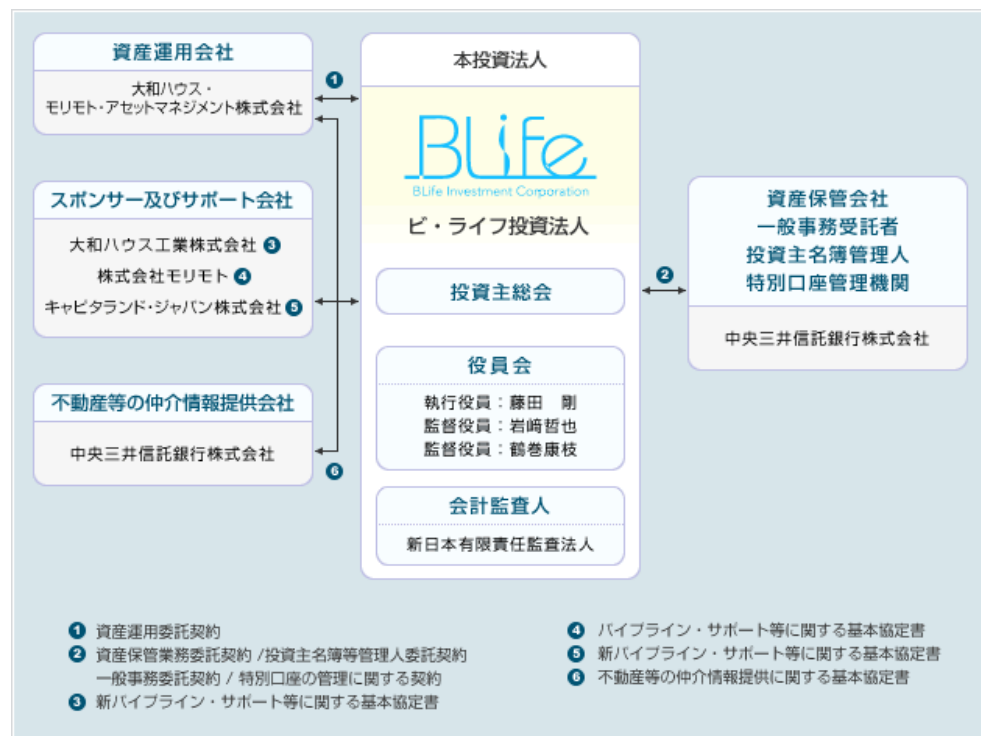 資産運用会社
大和ハウス・
モリモト・アセットマネジメント株式会社
❶
スポンサー及びサポート会社
大和ハウス工業株式会社 ❸
株式会社モリモト ❹
キャピタランド・ジャパン株式会社 ❺
不動産等の仲介情報提供会社
中央三井信託銀行株式会社
❻
本投資法人
BLife
BLife Investment Corporation
ビ・ライフ投資法人
投資主総会
役員会
執行役員：藤田 剛
監督役員：岩﨑哲也
監督役員：鶴巻康枝
会計監査人
新日本有限責任監査法人
❷
資産保管会社
一般事務受託者
投資主名簿管理人
特別口座管理機関
中央三井信託銀行株式会社
❶ 資産運用委託契約
❷ 資産保管業務委託契約 /投資主名簿等管理人委託契約
一般事務委託契約 / 特別口座の管理に関する契約
❸ 新パイプライン・サポート等に関する基本協定書
❹ パイプライン・サポート等に関する基本協定書
❺ 新パイプライン・サポート等に関する基本協定書
❻ 不動産等の仲介情報提供に関する基本協定書